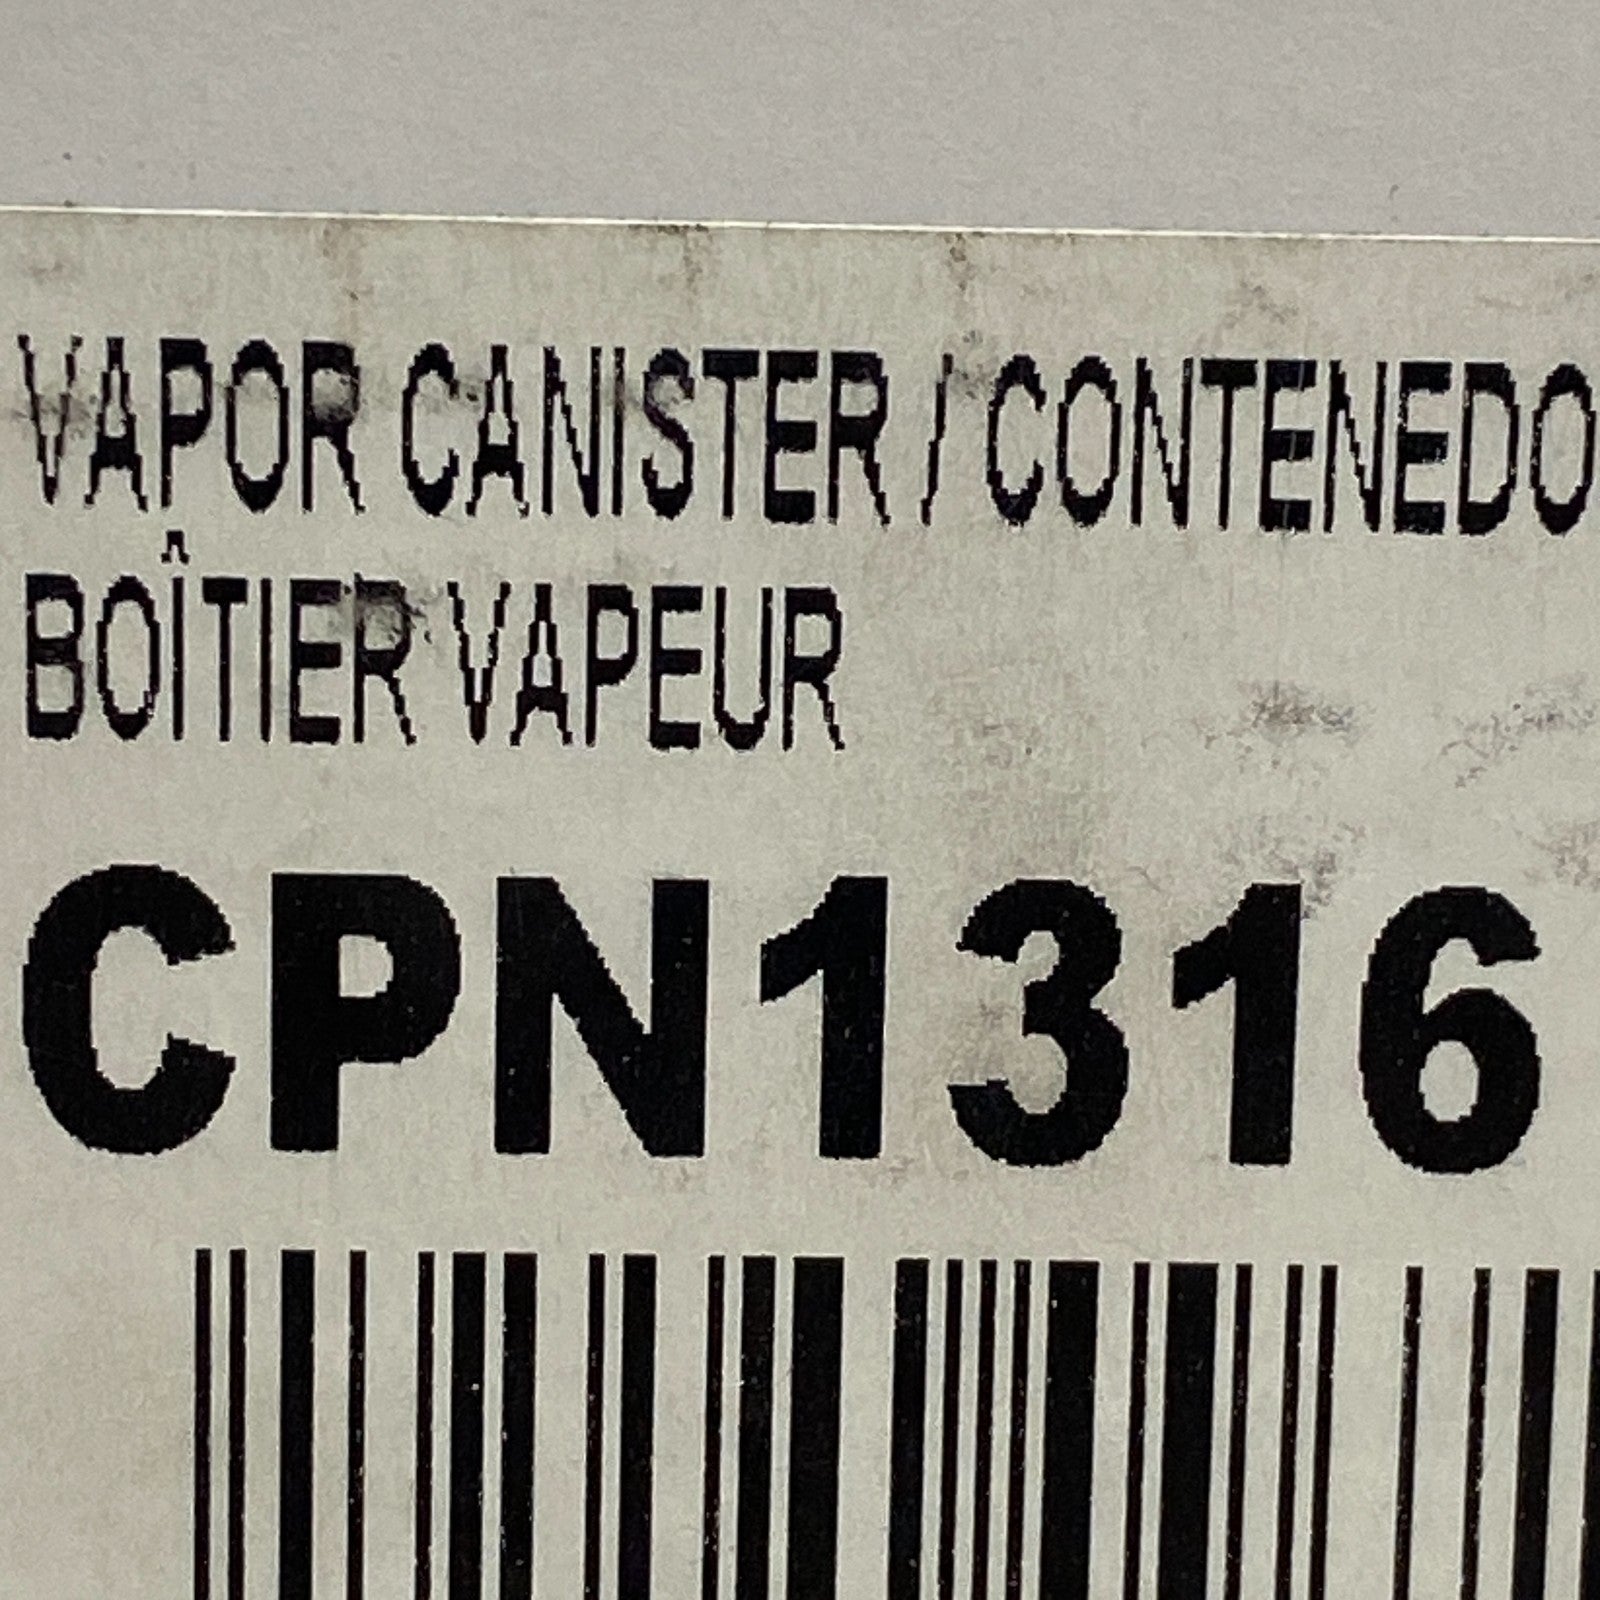 VAPOR CANISTER / CONTENEDO
BOÎTIER VAPEUR
CPN1316